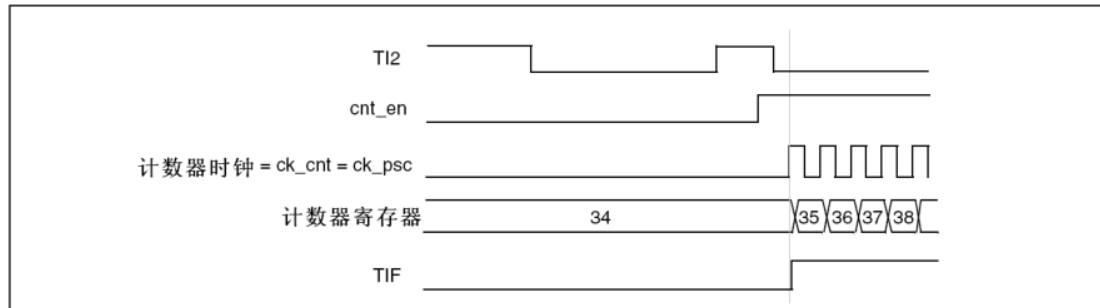 TI2
cnt_en
计数器时钟 = ck_cnt = ck_psc
计数器寄存器 34 35 36 37 38
TIF